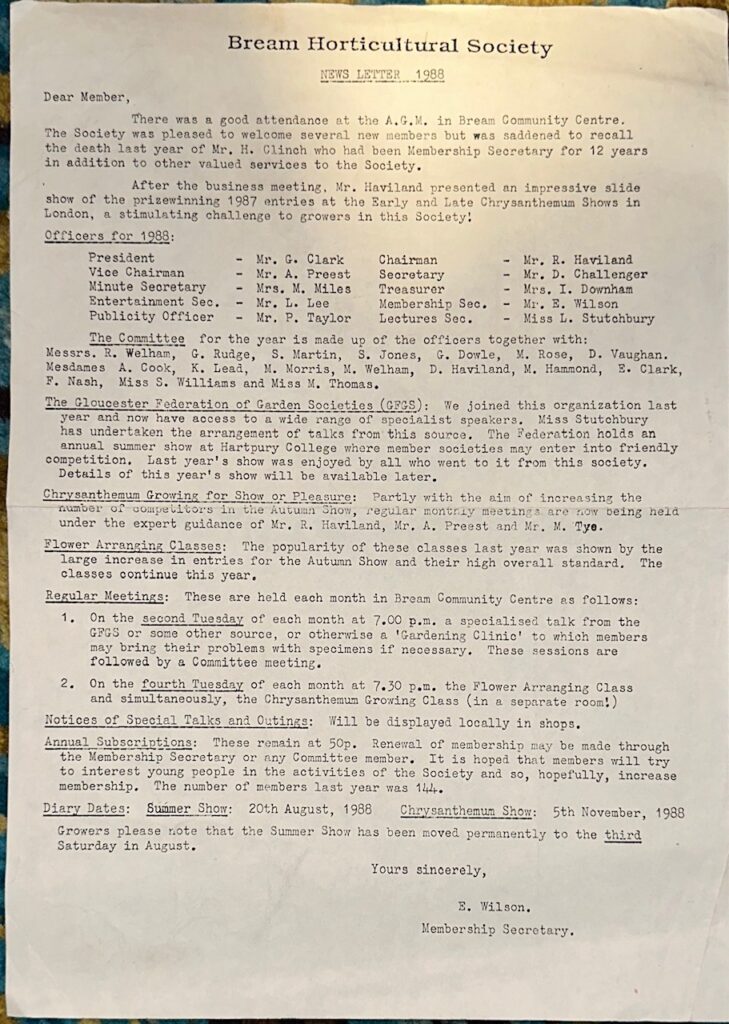 Bream Horticultural Society
NEWS LETTER 1988
Dear Member,
There was a good attendance at the A.G.M. in Bream Community Centre.
The Society was pleased to welcome several new members but was saddened to recall
the death last year of Mr. H. Clinch who had been Membership Secretary for 12 years
in addition to other valued services to the Society.
After the business meeting, Mr. Haviland presented an impressive slide
show of the prizewinning 1987 entries at the Early and Late Chrysanthemum Shows in
London, a stimulating challenge to growers in this Society!
Officers for 1988:
President - Mr. G. Clark Chairman - Mr. R. Haviland
Vice Chairman - Mr. A. Preest Secretary - Mr. D. Challenger
Minute Secretary - Mrs. M. Miles Treasurer - Mrs. I. Downham
Entertainment Sec. - Mr. L. Lee Membership Sec. - Mr. E. Wilson
Publicity Officer - Mr. P. Taylor Lectures Sec. - Miss L. Stutchbury
The Committee for the year is made up of the officers together with:
Messrs. R. Welham, G. Rudge, S. Martin, S. Jones, G. Dowle, M. Rose, D. Vaughan.
Mesdames A. Cook, K. Lead, M. Morris, M. Welham, D. Haviland, M. Hammond, E. Clark,
F. Nash, Miss S. Williams and Miss M. Thomas.
The Gloucester Federation of Garden Societies (GFGS): We joined this organization last
year and now have access to a wide range of specialist speakers. Miss Stutchbury
has undertaken the arrangement of talks from this source. The Federation holds an
annual summer show at Hartpury College where member societies may enter into friendly
competition. Last year's show was enjoyed by all who went to it from this society.
Details of this year's show will be available later.
Chrysanthemum Growing for Show or Pleasure: Partly with the aim of increasing the
number of competitors in the Autumn Show, regular monthly meetings are now being held
under the expert guidance of Mr. R. Haviland, Mr. A. Preest and Mr. M. Tye.
Flower Arranging Classes: The popularity of these classes last year was shown by the
large increase in entries for the Autumn Show and their high overall standard. The
classes continue this year.
Regular Meetings: These are held each month in Bream Community Centre as follows:
1. On the second Tuesday of each month at 7.00 p.m. a specialised talk from the
GFGS or some other source, or otherwise a 'Gardening Clinic' to which members
may bring their problems with specimens if necessary. These sessions are
followed by a Committee meeting.
2. On the fourth Tuesday of each month at 7.30 p.m. the Flower Arranging Class
and simultaneously, the Chrysanthemum Growing Class (in a separate room!)
Notices of Special Talks and Outings: Will be displayed locally in shops.
Annual Subscriptions: These remain at 50p. Renewal of membership may be made through
the Membership Secretary or any Committee member. It is hoped that members will try
to interest young people in the activities of the Society and so, hopefully, increase
membership. The number of members last year was 144.
Diary Dates: Summer Show: 20th August, 1988 Chrysanthemum Show: 5th November, 1988
Growers please note that the Summer Show has been moved permanently to the third
Saturday in August.
Yours sincerely,
E. Wilson.
Membership Secretary.